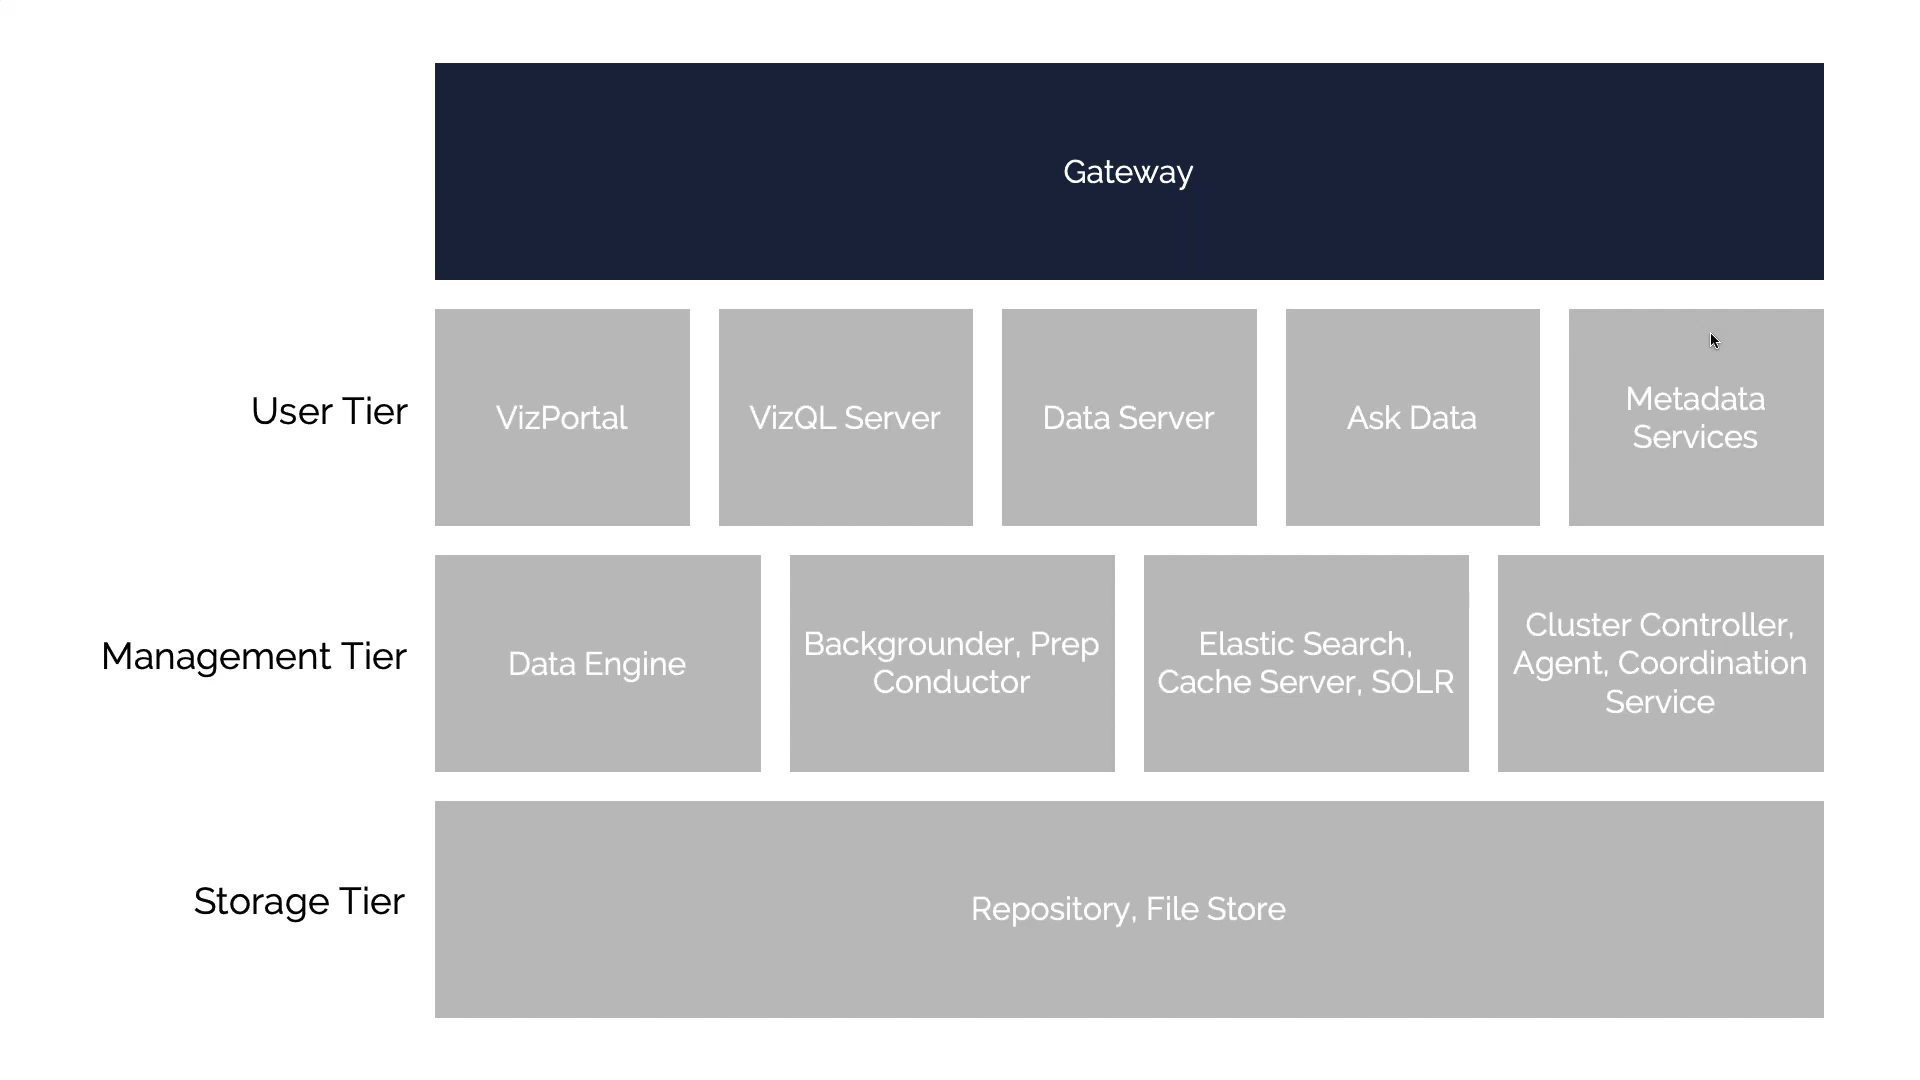 Gateway
User Tier
VizPortal
VizQL Server
Data Server
Ask Data
Metadata
Services
Management Tier
Data Engine
Backgrounder, Prep
Conductor
Elastic Search,
Cache Server, SOLR
Cluster Controller,
Agent, Coordination
Service
Storage Tier
Repository, File Store